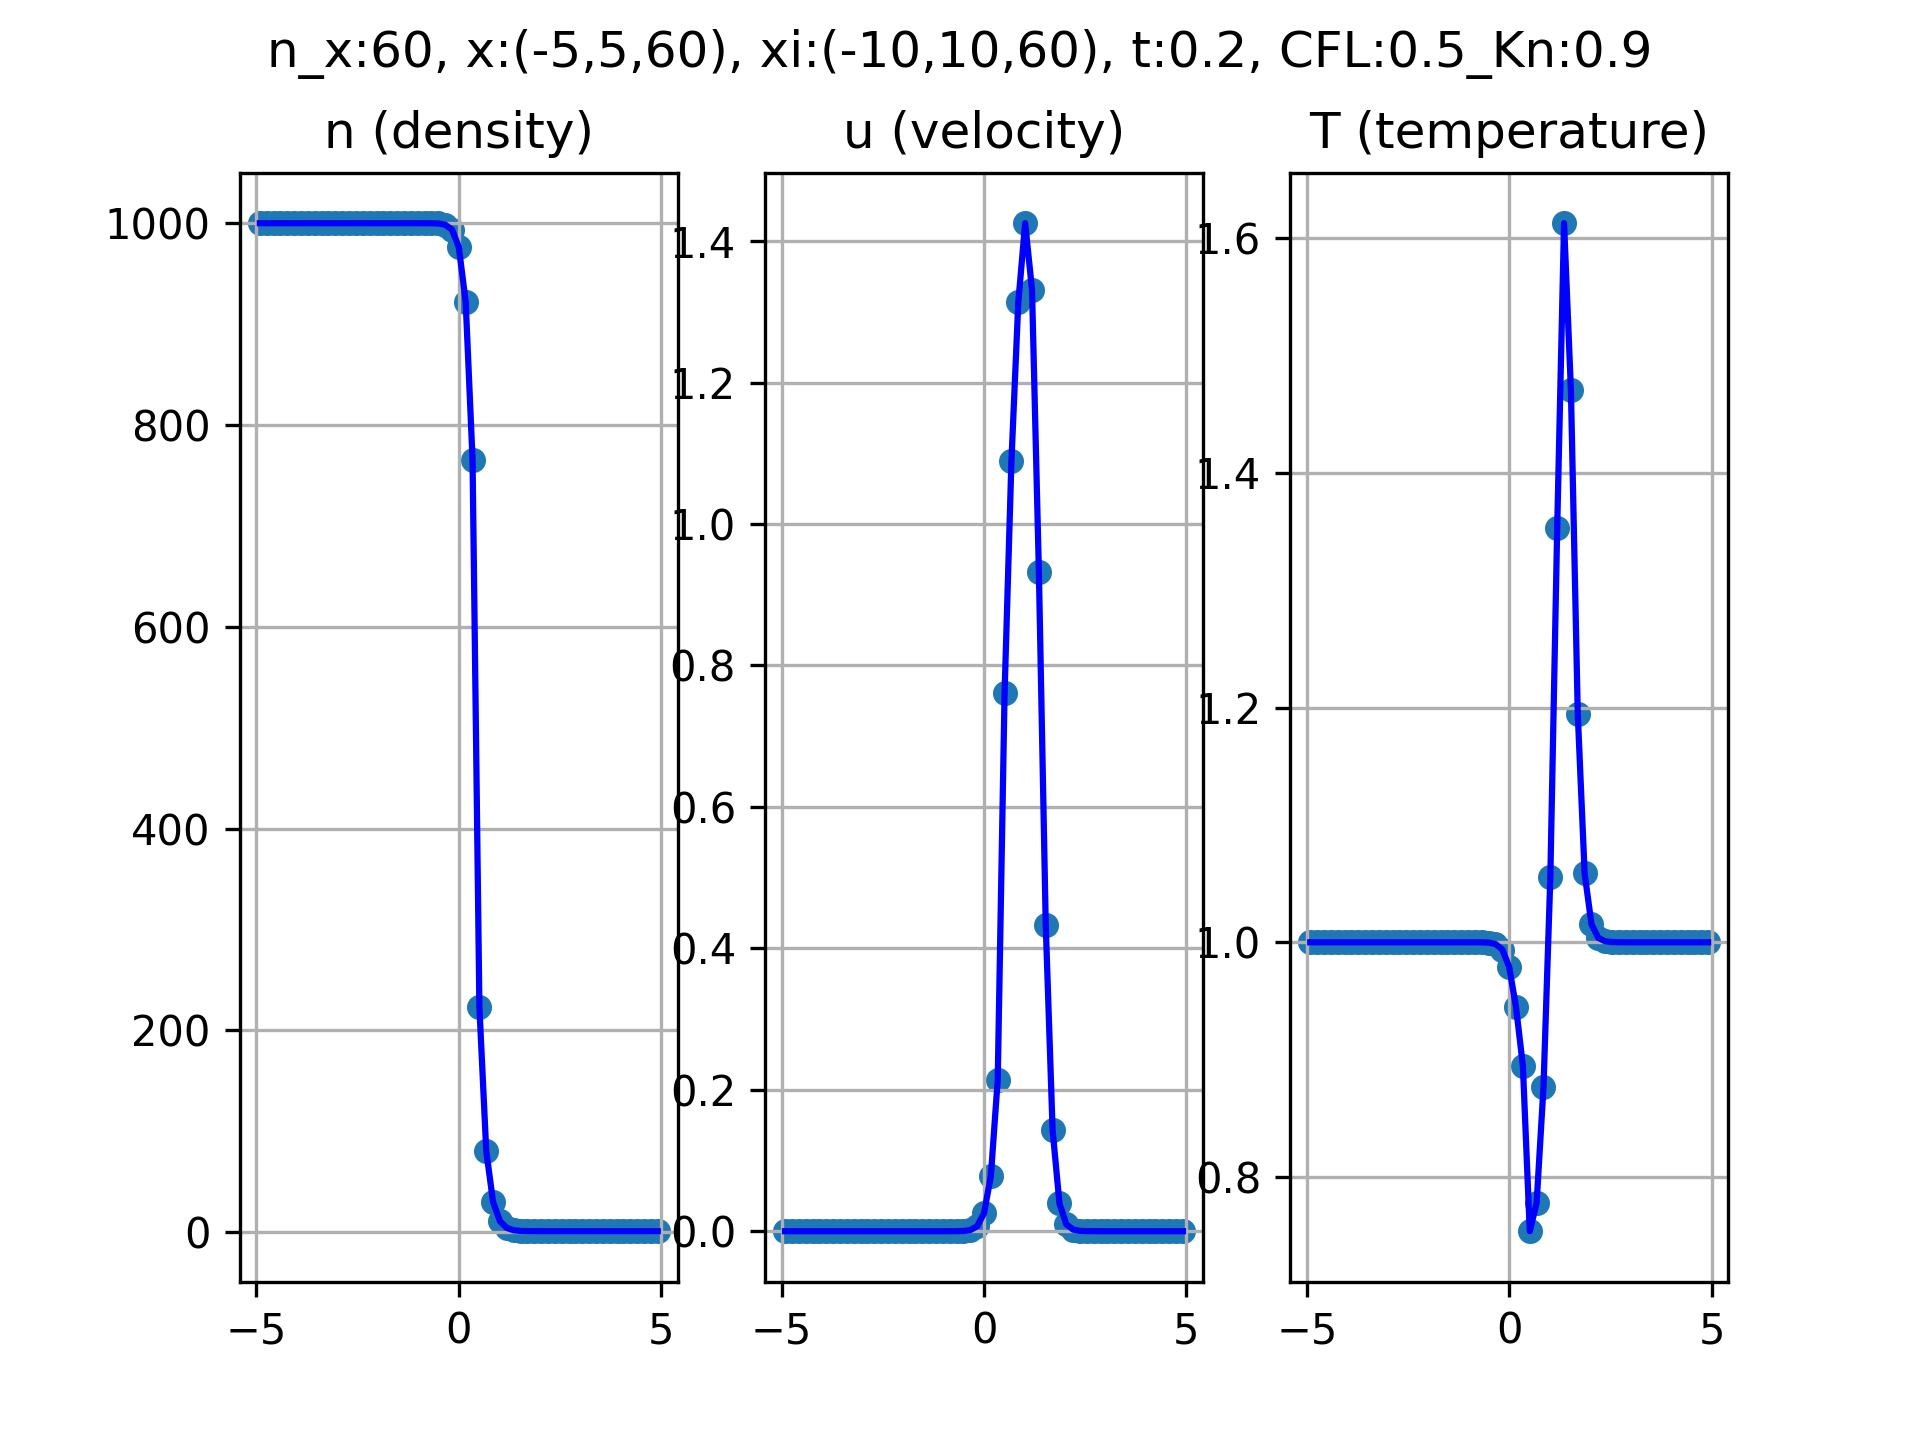 n_x:60, x:(-5,5,60), xi:(-10,10,60), t:0.2, CFL:0.5_Kn:0.9
n (density)
1000
800
600
400
200
0
−5 0 5
u (velocity)
1.4
1.2
1.0
0.8
0.6
0.4
0.2
0.0
−5 0 5
T (temperature)
1.6
1.4
1.2
1.0
0.8
−5 0 5